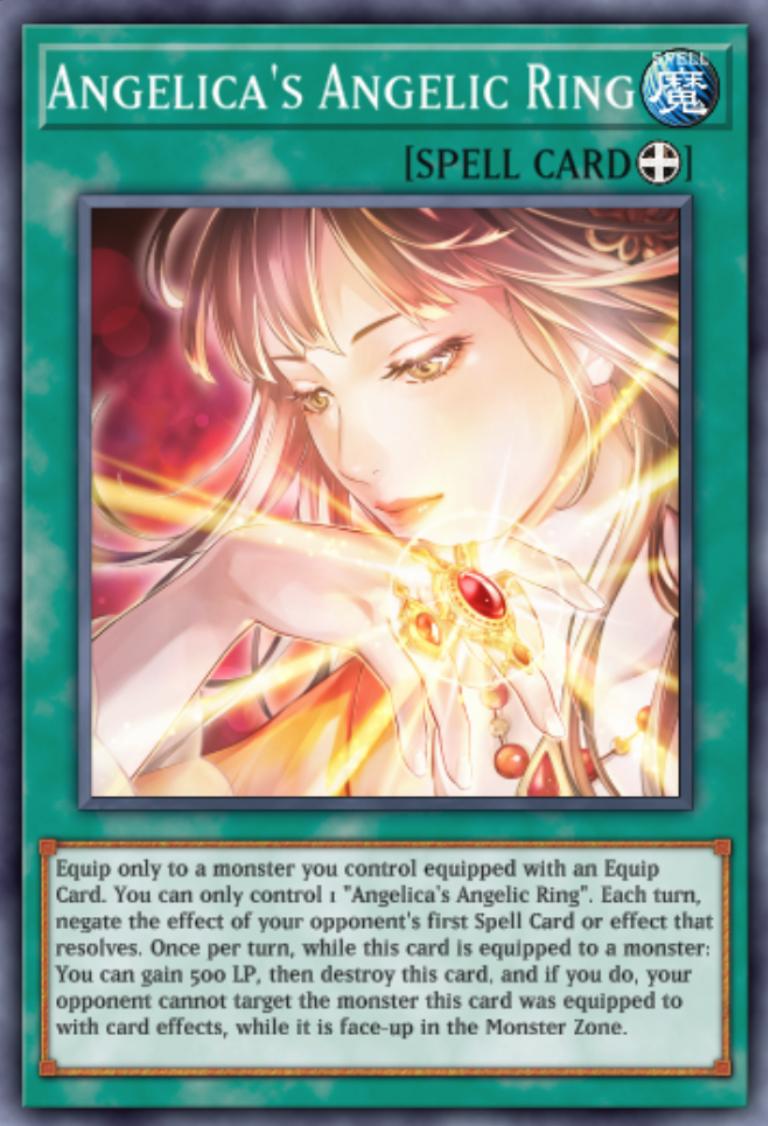 ANGELICA'S ANGELIC RING
SPELL
魔
[SPELL CARD]
Equip only to a monster you control equipped with an Equip
Card. You can only control 1 "Angelica's Angelic Ring". Each turn,
negate the effect of your opponent's first Spell Card or effect that
resolves. Once per turn, while this card is equipped to a monster:
You can gain 500 LP, then destroy this card, and if you do, your
opponent cannot target the monster this card was equipped to
with card effects, while it is face-up in the Monster Zone.